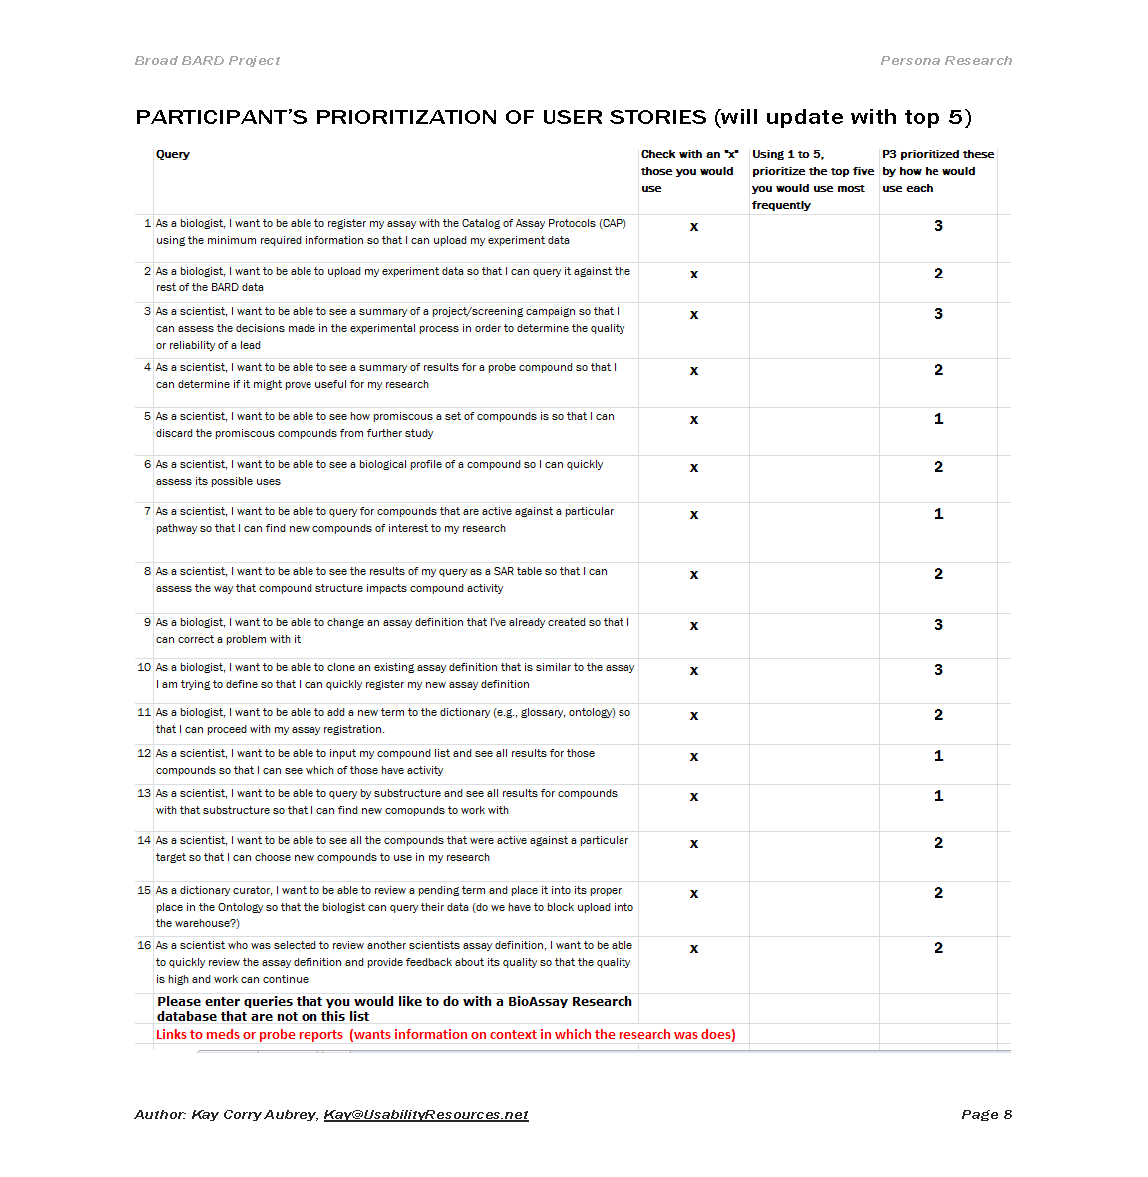 Broad BARD Project Persona Research
PARTICIPANT'S PRIORITIZATION OF USER STORIES (will update with top 5)
Query Check with an "x" Using 1 to 5, P3 prioritized these
those you would prioritize the top five by how he would
use you would use most use each
frequently
1 As a biologist, I want to be able to register my assay with the Catalog of Assay Protocols (CAP) x 3
using the minimum required information so that I can upload my experiment data
2 As a biologist, I want to be able to upload my experiment data so that I can query it against the x 2
rest of the BARD data
3 As a scientist, I want to be able to see a summary of a project/screening campaign so that I x 3
can assess the decisions made in the experimental process in order to determine the quality
or reliability of a lead
4 As a scientist, I want to be able to see a summary of results for a probe compound so that I x 2
can determine if it might prove useful for my research
5 As a scientist, I want to be able to see how promiscous a set of compounds is so that I can x 1
discard the promiscous compounds from further study
6 As a scientist, I want to be able to see a biological profile of a compound so I can quickly x 2
assess its possible uses
7 As a scientist, I want to be able to query for compounds that are active against a particular x 1
pathway so that I can find new compounds of interest to my research
8 As a scientist, I want to be able to see the results of my query as a SAR table so that I can x 2
assess the way that compound structure impacts compound activity
9 As a biologist, I want to be able to change an assay definition that I've already created so that I x 3
can correct a problem with it
10 As a biologist, I want to be able to clone an existing assay definition that is similar to the assay x 3
I am trying to define so that I can quickly register my new assay definition
11 As a biologist, I want to be able to add a new term to the dictionary (e.g., glossary, ontology) so x 2
that I can proceed with my assay registration.
12 As a scientist, I want to be able to input my compound list and see all results for those x 1
compounds so that I can see which of those have activity
13 As a scientist, I want to be able to query by substructure and see all results for compounds x 1
with that substructure so that I can find new comopunds to work with
14 As a scientist, I want to be able to see all the compounds that were active against a particular x 2
target so that I can choose new compounds to use in my research
15 As a dictionary curator, I want to be able to review a pending term and place it into its proper x 2
place in the Ontology so that the biologist can query their data (do we have to block upload into
the warehouse?)
16 As a scientist who was selected to review another scientists assay definition, I want to be able x 2
to quickly review the assay definition and provide feedback about its quality so that the quality
is high and work can continue
Please enter queries that you would like to do with a BioAssay Research
database that are not on this list
Links to meds or probe reports (wants information on context in which the research was does)
Author: Kay Corry Aubrey, Kay@UsabilityResources.net Page 8